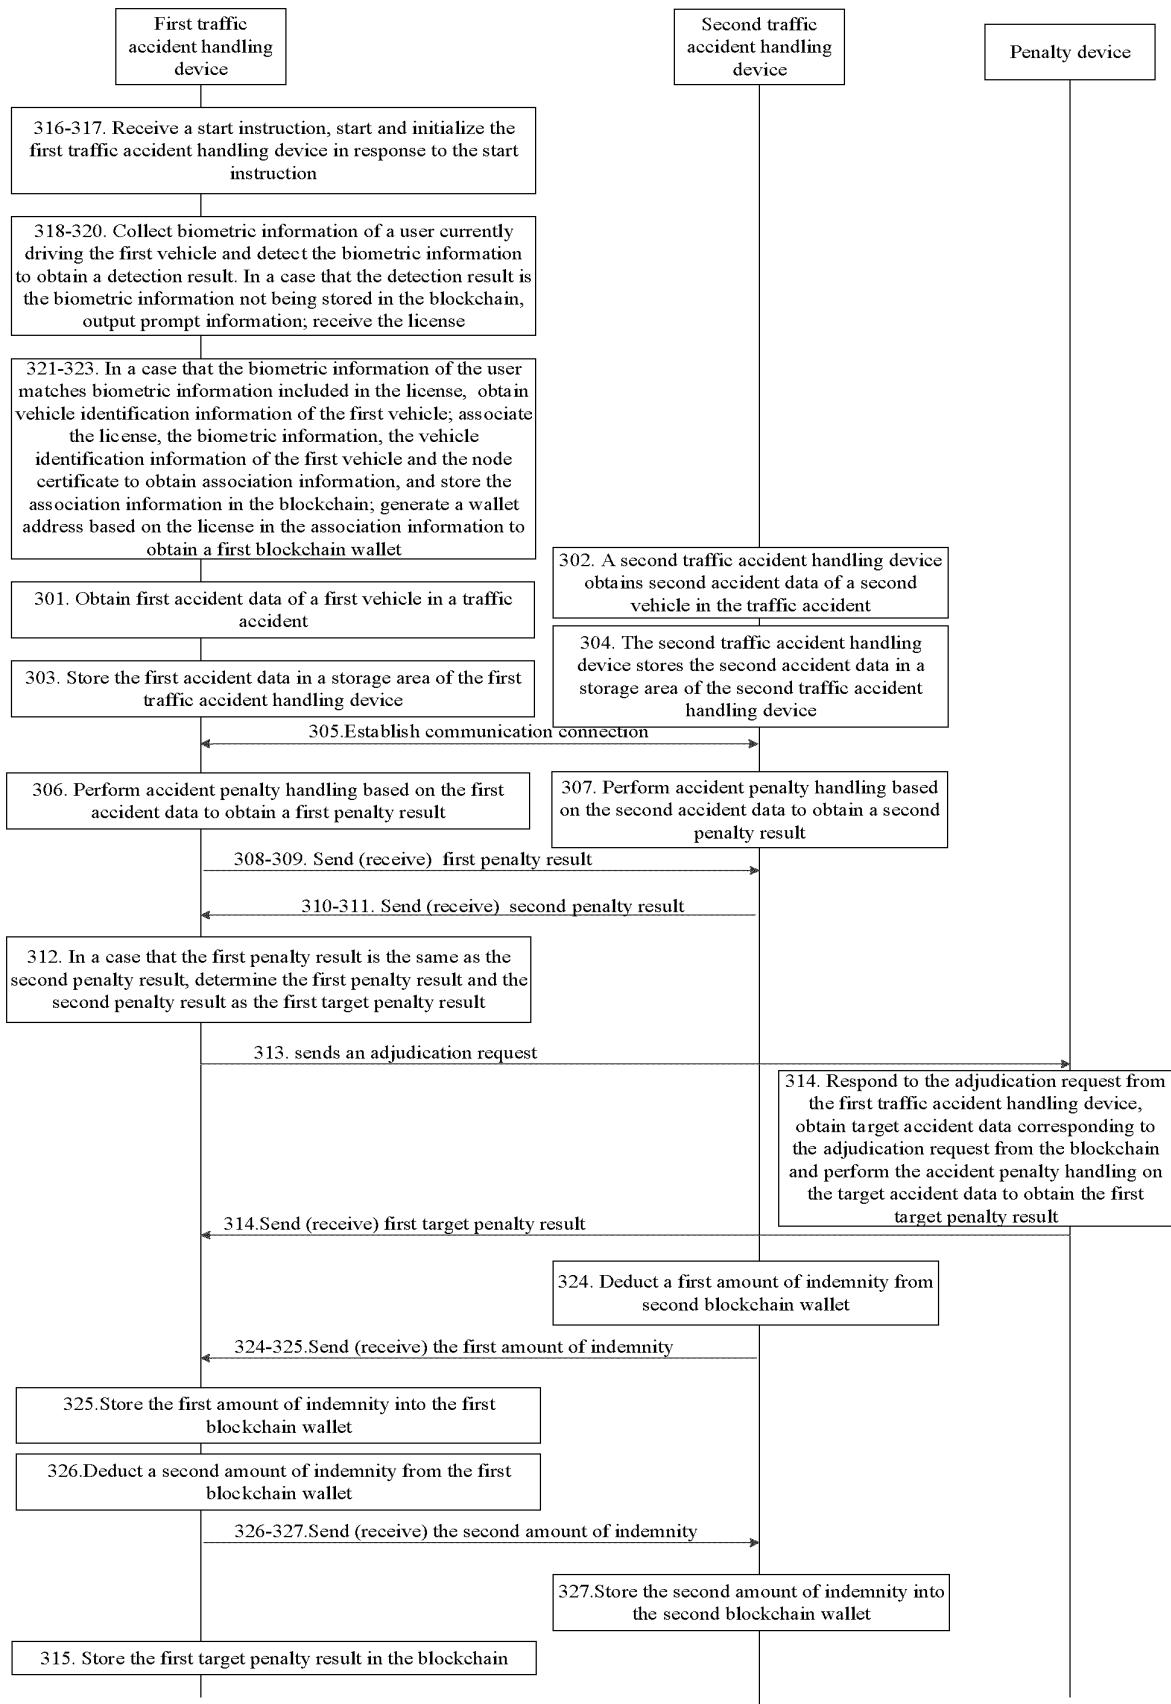 First traffic
accident handling
device
Second traffic
accident handling
device
Penalty device
316-317. Receive a start instruction, start and initialize the
first traffic accident handling device in response to the start
instruction
318-320. Collect biometric information of a user currently
driving the first vehicle and detect the biometric information
to obtain a detection result. In a case that the detection result is
the biometric information not being stored in the blockchain,
output prompt information; receive the license
321-323. In a case that the biometric information of the user
matches biometric information included in the license, obtain
vehicle identification information of the first vehicle; associate
the license, the biometric information, the vehicle
identification information of the first vehicle and the node
certificate to obtain association information, and store the
association information in the blockchain; generate a wallet
address based on the license in the association information to
obtain a first blockchain wallet
302. A second traffic accident handling device
obtains second accident data of a second
vehicle in the traffic accident
301. Obtain first accident data of a first vehicle in a traffic
accident
304. The second traffic accident handling
device stores the second accident data in a
storage area of the second traffic accident
handling device
303. Store the first accident data in a storage area of the first
traffic accident handling device
305.Establish communication connection
306. Perform accident penalty handling based on the first
accident data to obtain a first penalty result
307. Perform accident penalty handling based
on the second accident data to obtain a second
penalty result
308-309. Send (receive) first penalty result
310-311. Send (receive) second penalty result
312. In a case that the first penalty result is the same as the
second penalty result, determine the first penalty result and the
second penalty result as the first target penalty result
313. sends an adjudication request
314. Respond to the adjudication request from
the first traffic accident handling device,
obtain target accident data corresponding to
the adjudication request from the blockchain
and perform the accident penalty handling on
the target accident data to obtain the first
target penalty result
314.Send (receive) first target penalty result
324. Deduct a first amount of indemnity from
second blockchain wallet
324-325.Send (receive) the first amount of indemnity
325.Store the first amount of indemnity into the first
blockchain wallet
326.Deduct a second amount of indemnity from the first
blockchain wallet
326-327.Send (receive) the second amount of indemnity
327.Store the second amount of indemnity into
the second blockchain wallet
315. Store the first target penalty result in the blockchain